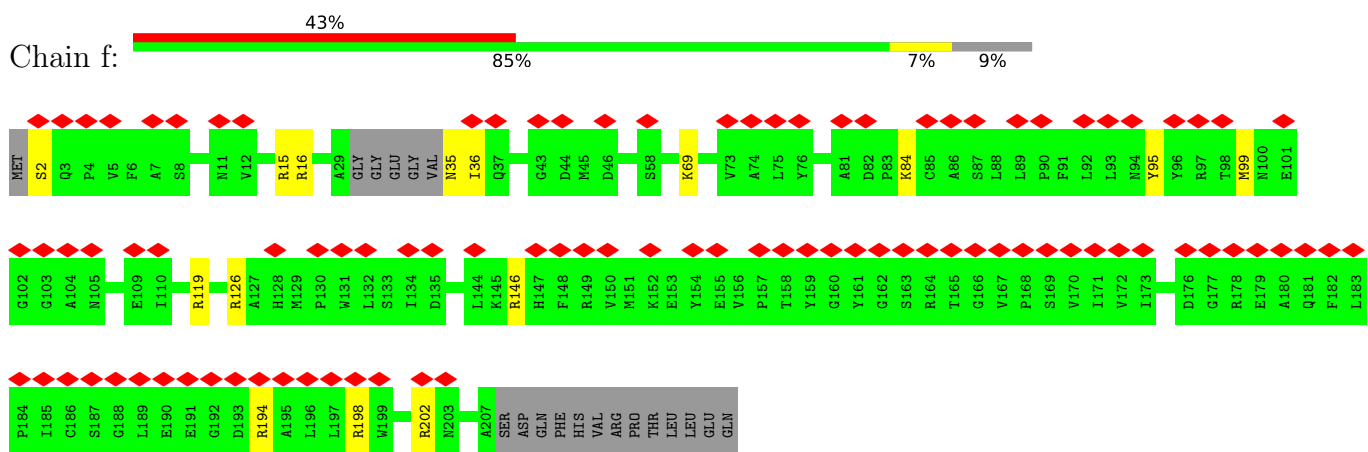 43%
Chain f:
85% 7% 9%
MET S2 Q3 P4 V5 F6 A7 S8 N11 V12 R15 R16 A29 GLY GLY GLU GLY VAL N35 I36 Q37 G43 D44 M45 D46 S58 K69 V73 A74 L75 Y76 A81 D82 P83 K84 C85 A86 S87 L88 L89 P90 F91 L92 L93 N94 Y95 Y96 R97 T98 M99 N100 E101
G102 G103 A104 N105 E109 I110 R119 R126 A127 H128 M129 P130 W131 L132 S133 I134 D135 L144 K145 R146 H147 F148 R149 V150 M151 K152 E153 Y154 E155 V156 P157 T158 Y159 G160 Y161 G162 S163 R164 T165 G166 V167 P168 S169 V170 I171 V172 I173 D176 G177 R178 E179 A180 Q181 F182 L183
P184 I185 C186 S187 G188 L189 E190 E191 G192 D193 R194 A195 L196 L197 R198 W199 R202 N203 A207 SER ASP GLN PHE HIS VAL ARG PRO THR LEU LEU GLU GLN